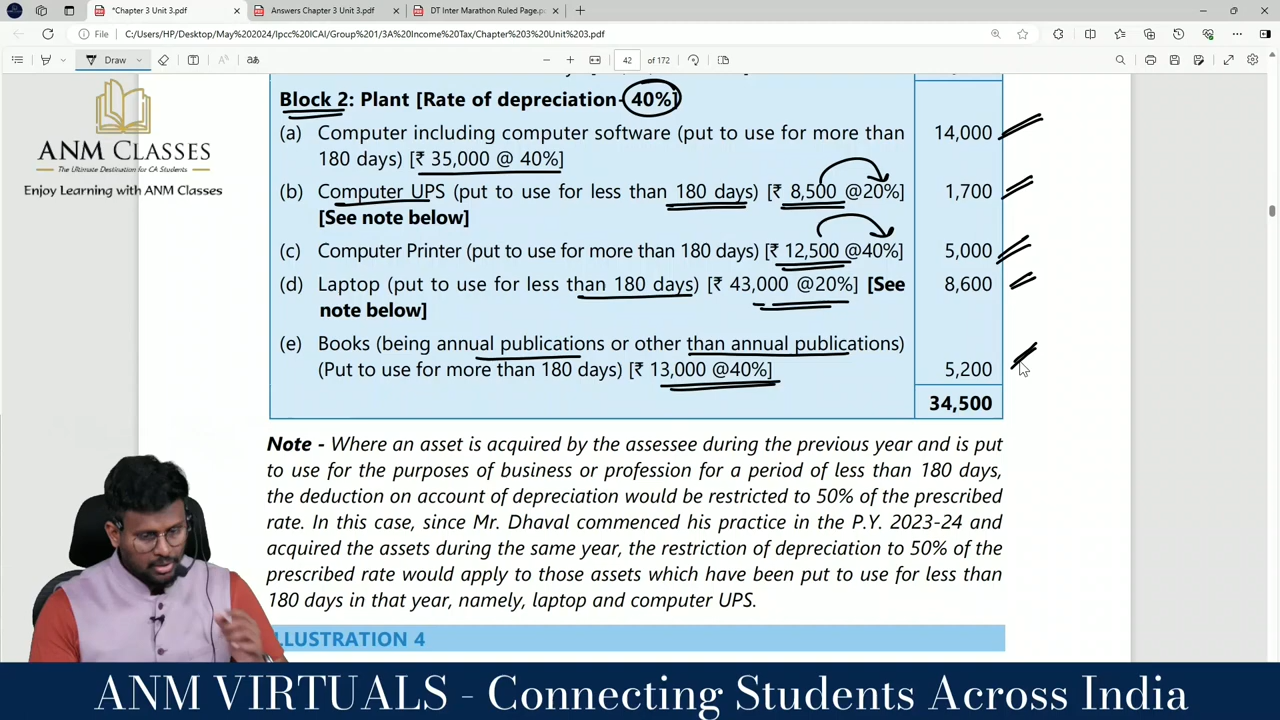 *Chapter 3 Unit 3.pdf
Answers Chapter 3 Unit 3.pdf
DT Inter Marathon Ruled Page.p
File
C:/Users/HP/Desktop/May%202024/Ipcc%20ICAI/Group%201/3A%20Income%20Tax/Chapter%203%20Unit%203.pdf
Draw
42 of 172
Block 2: Plant [Rate of depreciation- 40%]
(a) Computer including computer software (put to use for more than 14,000
180 days) [₹ 35,000 @ 40%]
(b) Computer UPS (put to use for less than 180 days) [₹ 8,500 @20%] 1,700
[See note below]
(c) Computer Printer (put to use for more than 180 days) [₹ 12,500 @40%] 5,000
(d) Laptop (put to use for less than 180 days) [₹ 43,000 @20%] [See 8,600
note below]
(e) Books (being annual publications or other than annual publications)
(Put to use for more than 180 days) [₹ 13,000 @40%] 5,200
34,500
Note - Where an asset is acquired by the assessee during the previous year and is put
to use for the purposes of business or profession for a period of less than 180 days,
the deduction on account of depreciation would be restricted to 50% of the prescribed
rate. In this case, since Mr. Dhaval commenced his practice in the P.Y. 2023-24 and
acquired the assets during the same year, the restriction of depreciation to 50% of the
prescribed rate would apply to those assets which have been put to use for less than
180 days in that year, namely, laptop and computer UPS.
LLUSTRATION 4
ANM CLASSES
The Ultimate Destination for CA Students
Enjoy Learning with ANM Classes
ANM VIRTUALS - Connecting Students Across India